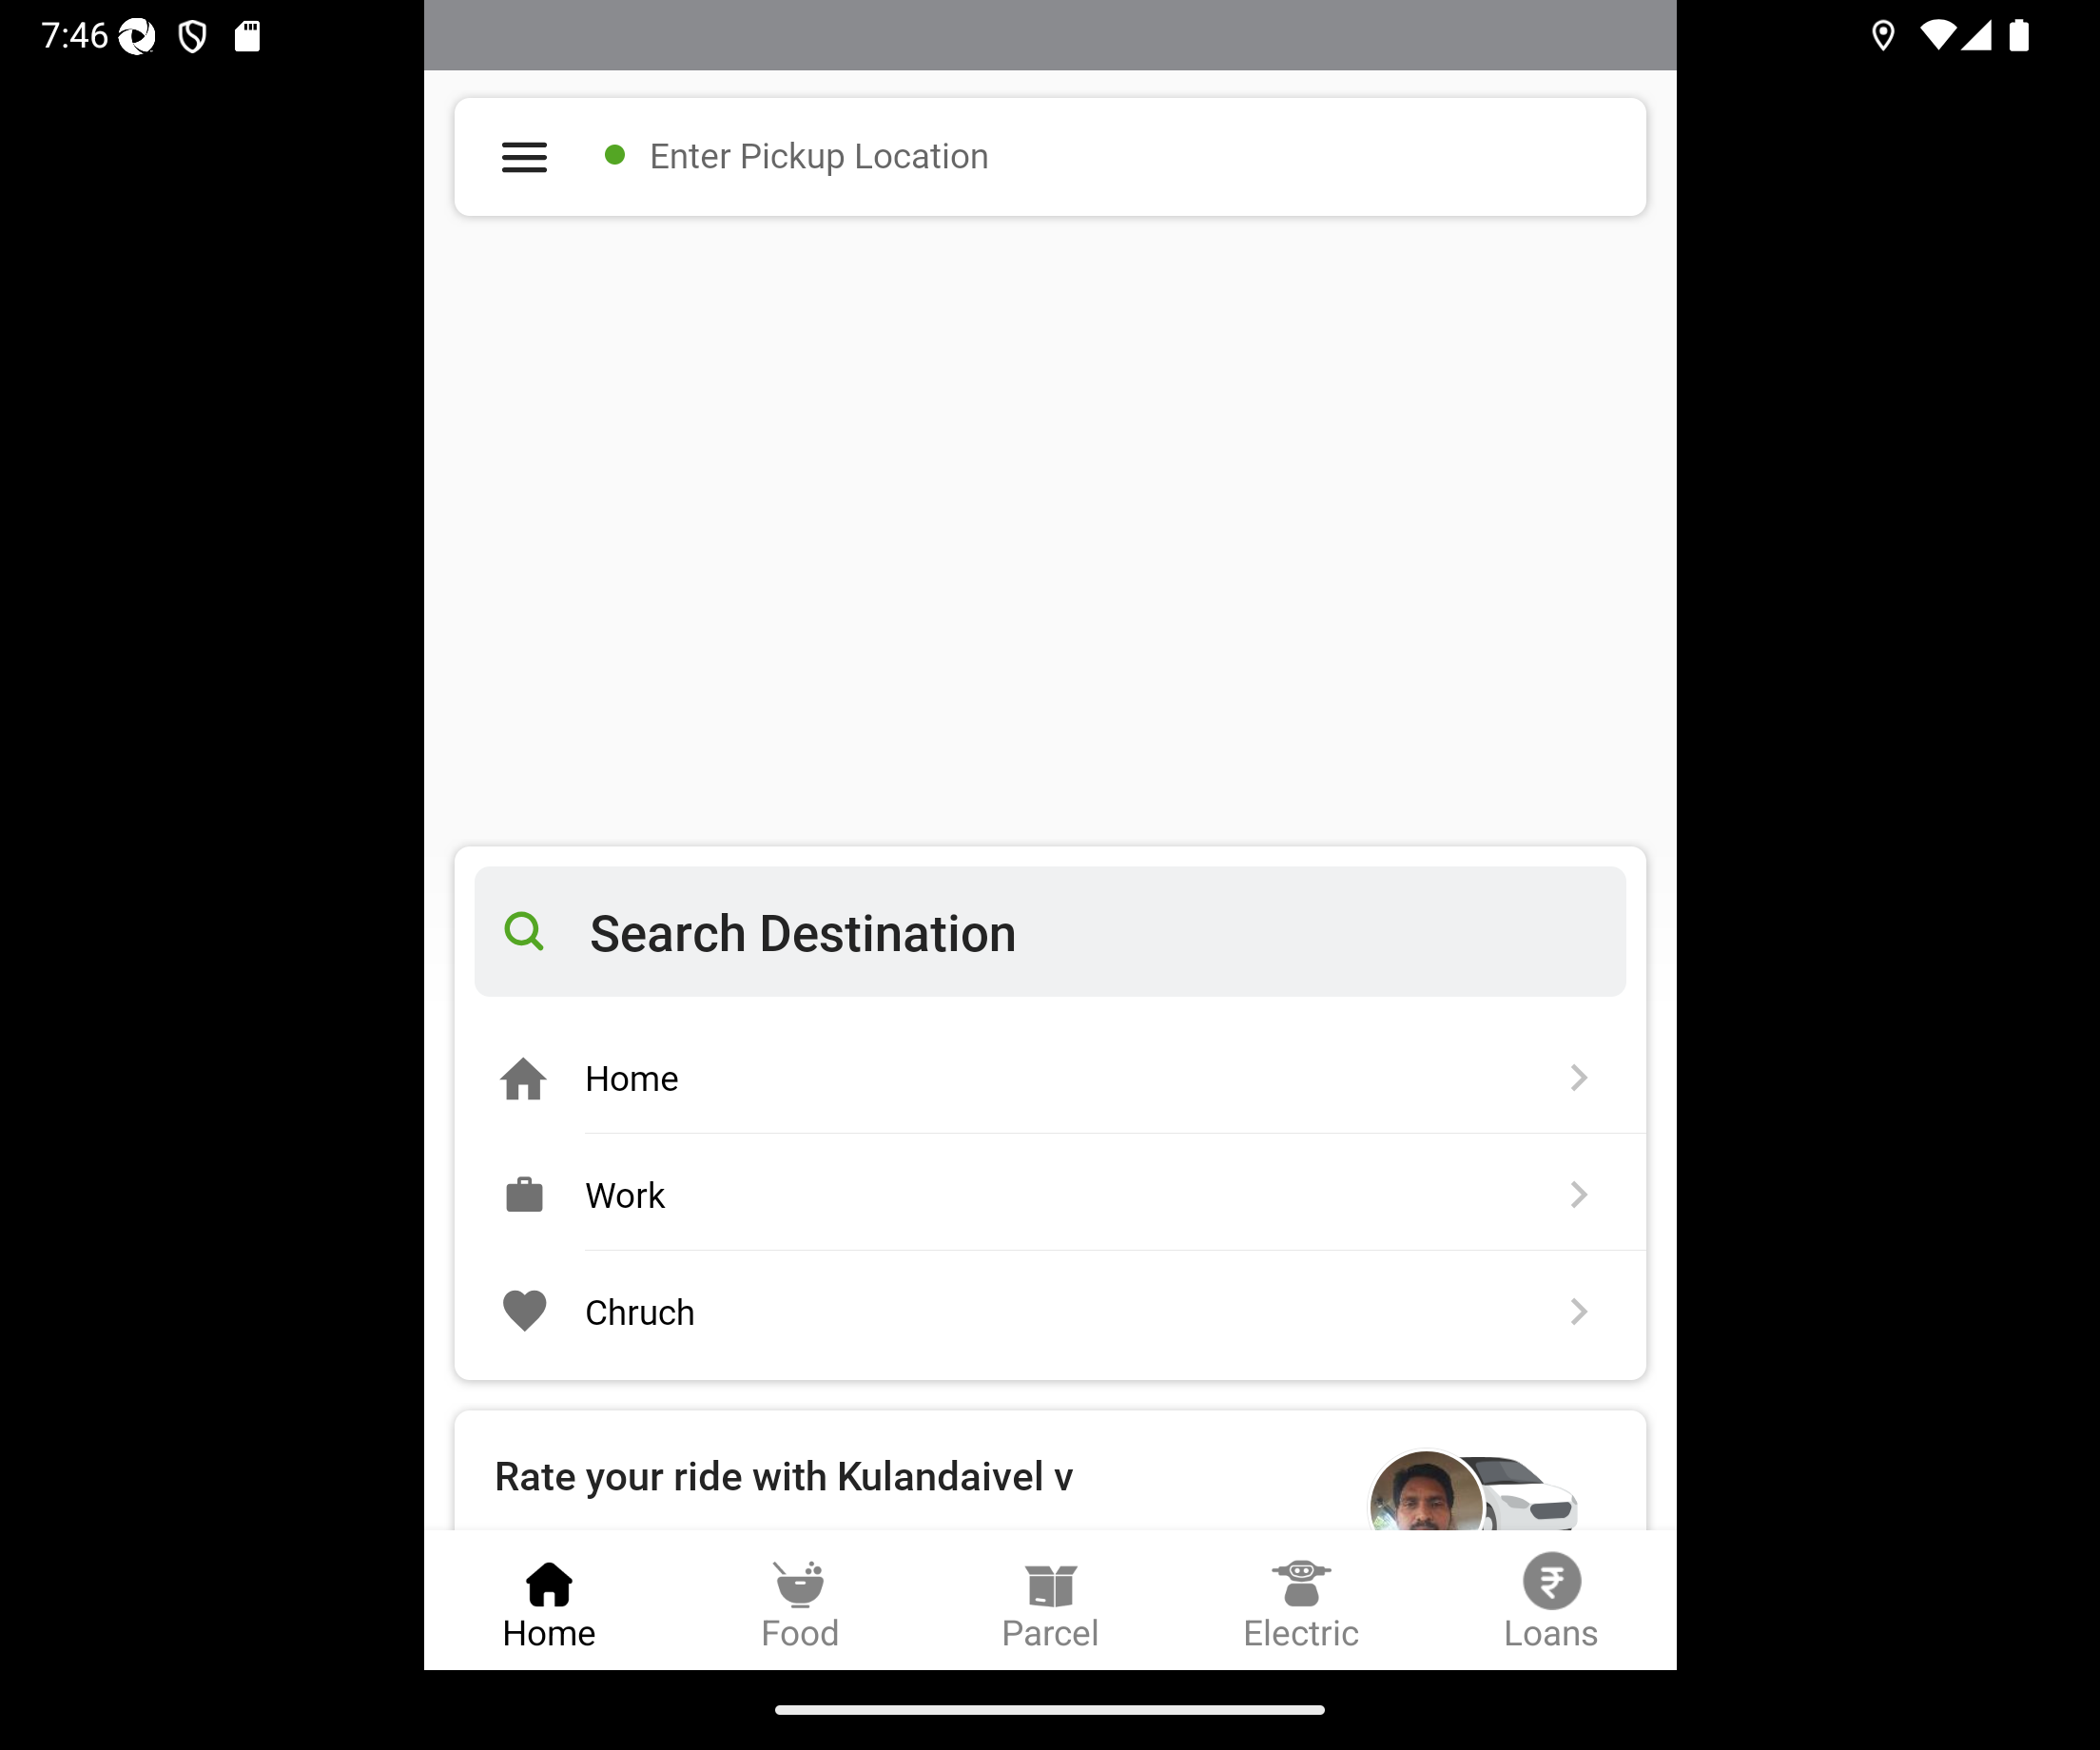 7:46
Enter Pickup Location
Search Destination
Home
Work
Chruch
Rate your ride with Kulandaivel v
Home
Food
Parcel
Electric
Loans